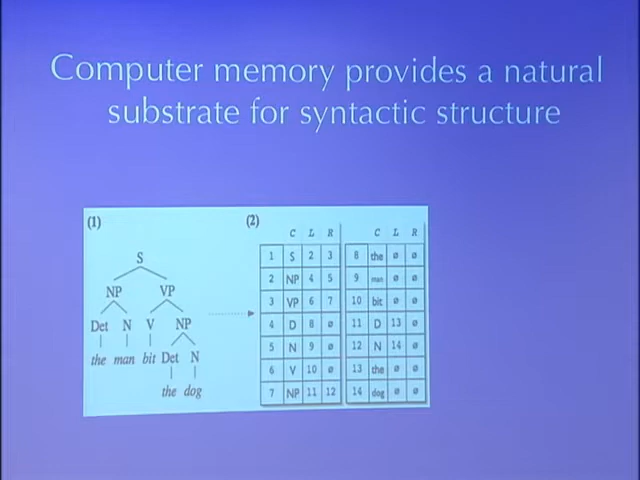 Computer memory provides a natural
substrate for syntactic structure
(1)
S
NP VP
Det N V NP
the man bit Det N
the dog
(2)
C L R
1 S 2 3
2 NP 4 5
3 VP 6 7
4 D 8 ø
5 N 9 ø
6 V 10 ø
7 NP 11 12
C L R
8 the ø ø
9 man ø ø
10 bit ø ø
11 D 13 ø
12 N 14 ø
13 the ø ø
14 dog ø ø